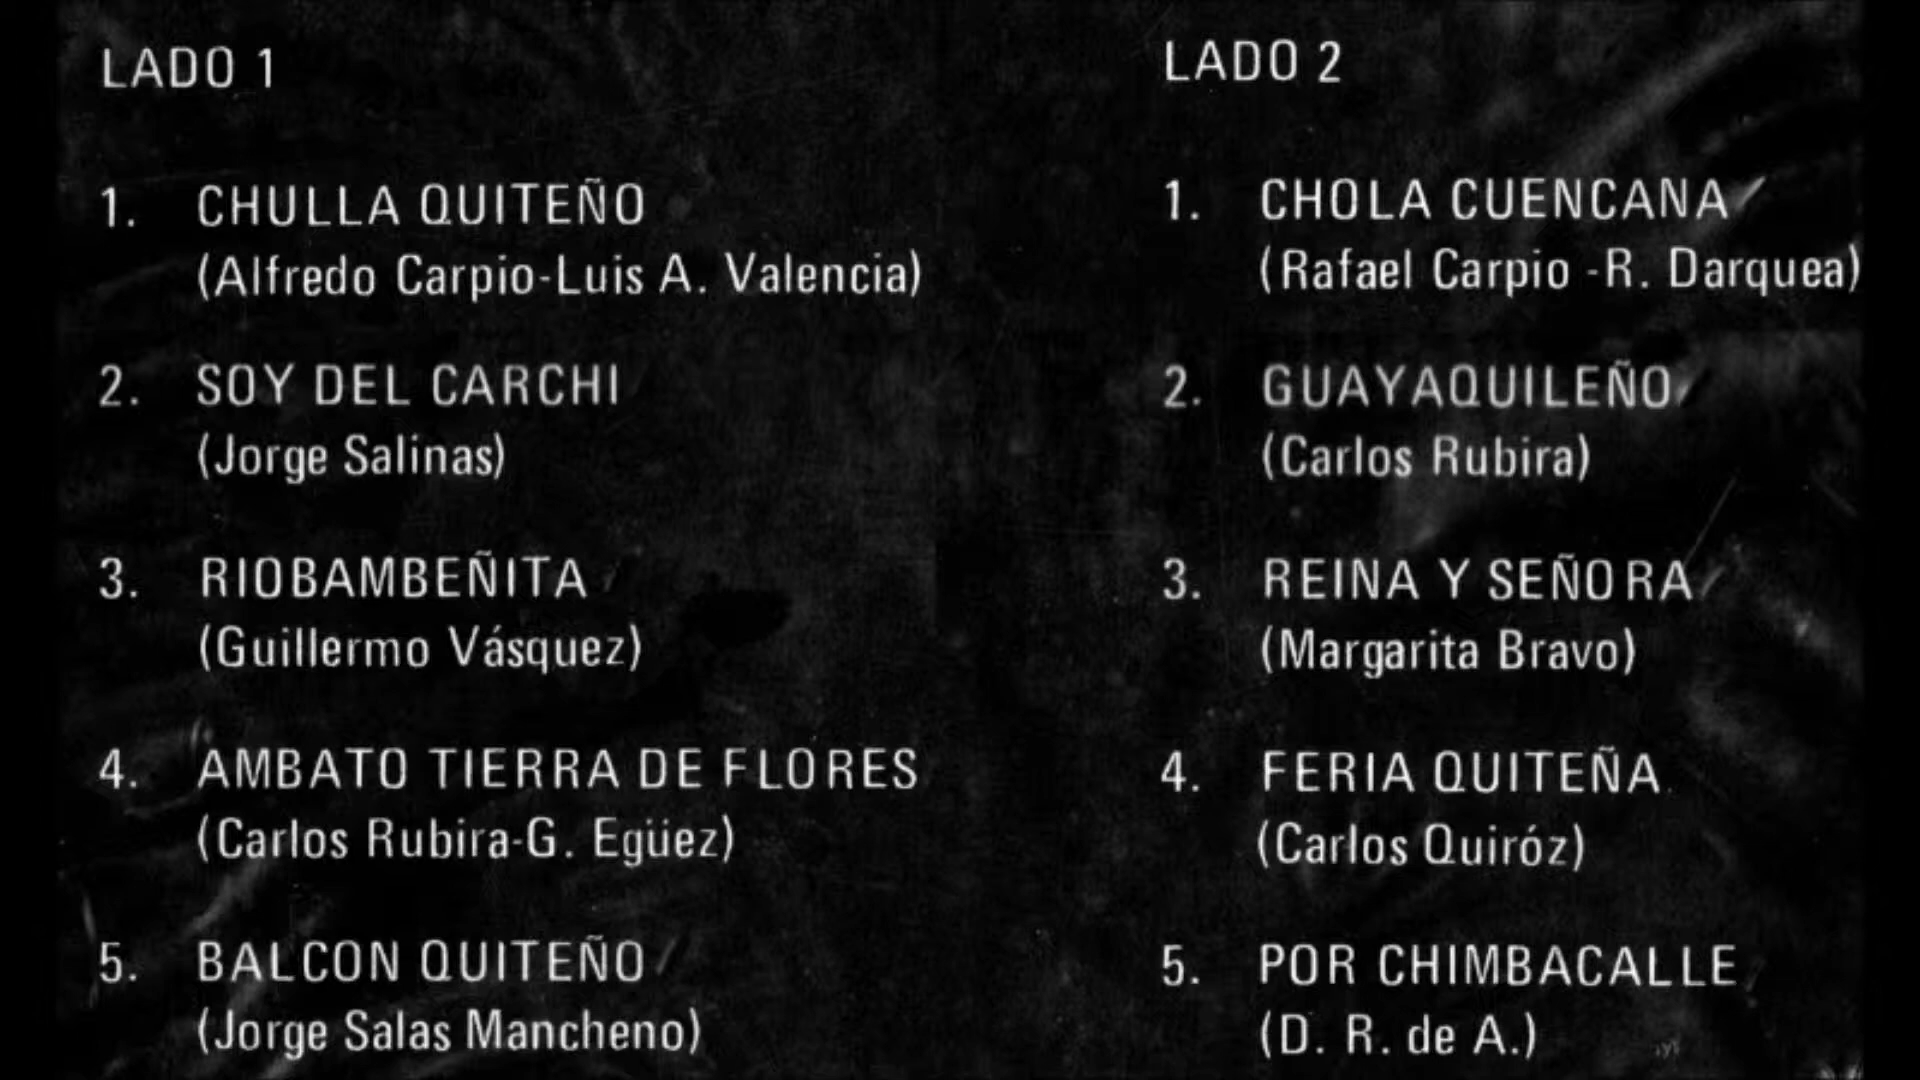 LADO 1
1. CHULLA QUITEÑO
(Alfredo Carpio-Luis A. Valencia)
2. SOY DEL CARCHI
(Jorge Salinas)
3. RIOBAMBEÑITA
(Guillermo Vásquez)
4. AMBATO TIERRA DE FLORES
(Carlos Rubira-G. Egüez)
5. BALCON QUITEÑO
(Jorge Salas Mancheno)
LADO 2
1. CHOLA CUENCANA
(Rafael Carpio -R. Darquea)
2. GUAYAQUILEÑO
(Carlos Rubira)
3. REINA Y SEÑORA
(Margarita Bravo)
4. FERIA QUITEÑA
(Carlos Quiróz)
5. POR CHIMBACALLE
(D. R. de A.)